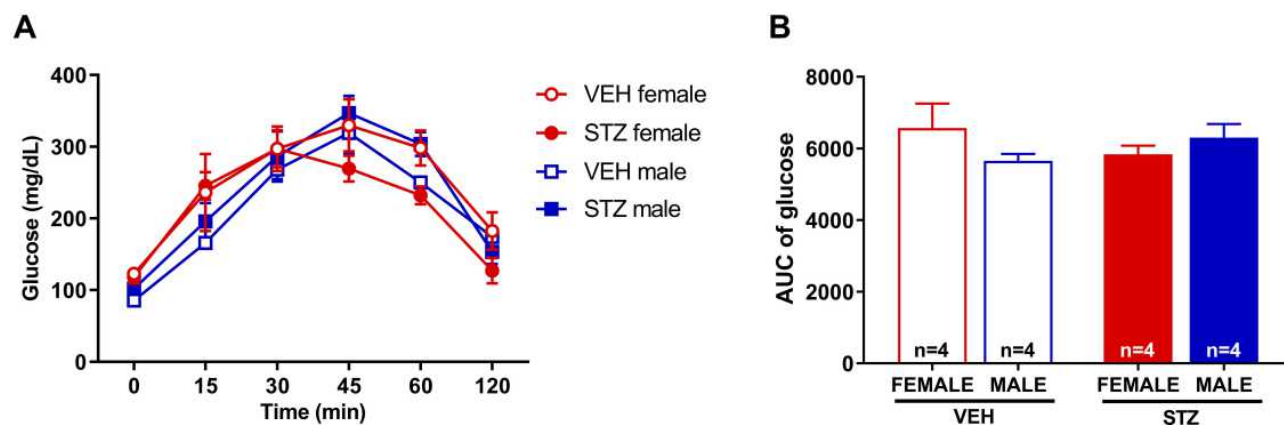 A
Glucose (mg/dL)
400
300
200
100
0
0 15 30 45 60 120
Time (min)
VEH female
STZ female
VEH male
STZ male
B
AUC of glucose
8000
6000
4000
2000
0
n=4 n=4 n=4 n=4
FEMALE MALE FEMALE MALE
VEH STZ